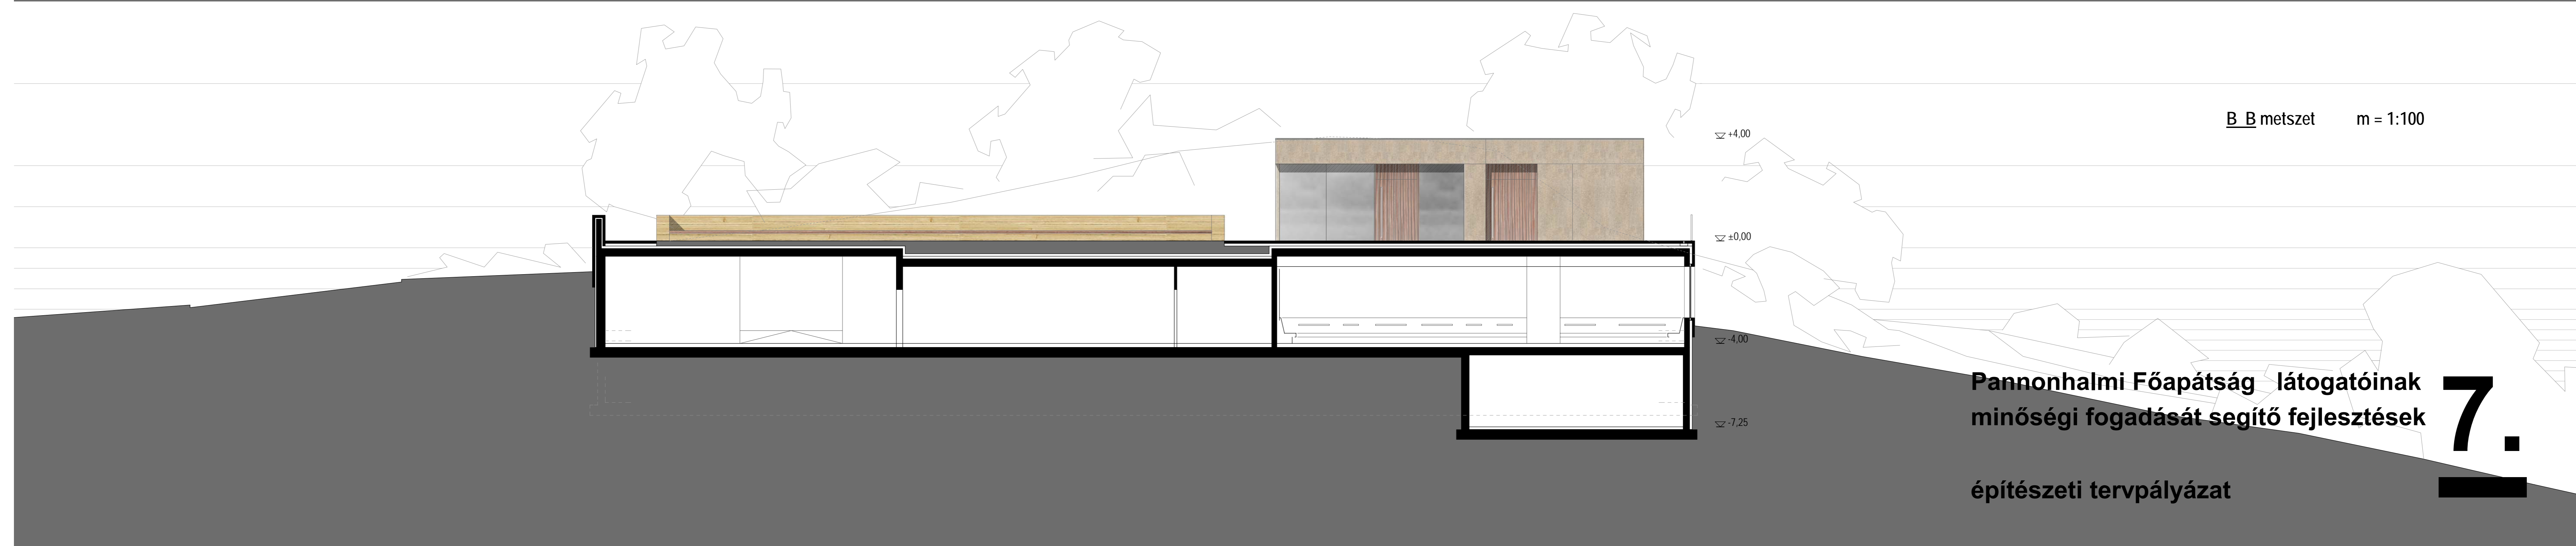 B_B metszet m = 1:100
+4,00
±0,00
-4,00
-7,25
Pannonhalmi Főapátság látogatóinak
minőségi fogadását segítő fejlesztések
7.
építészeti tervpályázat